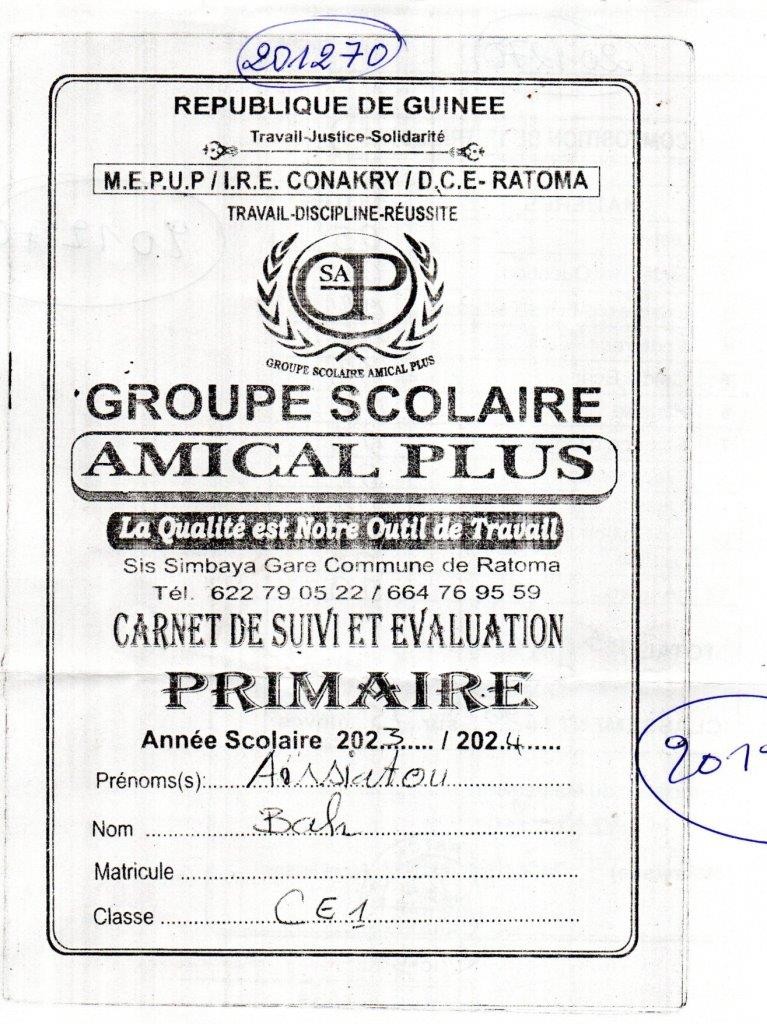 201270
REPUBLIQUE DE GUINEE
Travail-Justice-Solidarité
M.E.P.U.P / I.R.E. CONAKRY / D.C.E- RATOMA
TRAVAIL-DISCIPLINE-RÉUSSITE
SA
GP
GROUPE SCOLAIRE AMICAL PLUS
GROUPE SCOLAIRE
AMICAL PLUS
La Qualité est Notre Outil de Travail
Sis Simbaya Gare Commune de Ratoma
Tél. 622 79 05 22 / 664 76 95 59
CARNET DE SUIVI ET EVALUATION
PRIMAIRE
Année Scolaire 2023..... / 2024......
Prénoms(s): Aïssiatou
Nom Bah
Matricule
Classe CE1